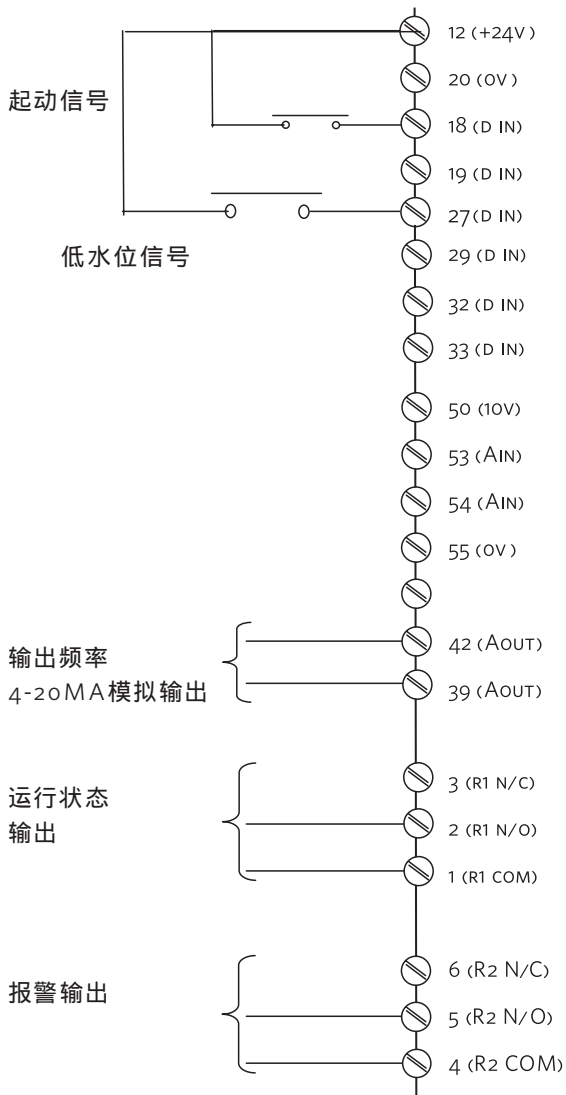 12 (+24V)
20 (0V)
起动信号
18 (D IN)
19 (D IN)
27 (D IN)
低水位信号
29 (D IN)
32 (D IN)
33 (D IN)
50 (10V)
53 (AIN)
54 (AIN)
55 (0V)
输出频率
4-20MA模拟输出
42 (AOUT)
39 (AOUT)
运行状态
输出
3 (R1 N/C)
2 (R1 N/O)
1 (R1 COM)
报警输出
6 (R2 N/C)
5 (R2 N/O)
4 (R2 COM)